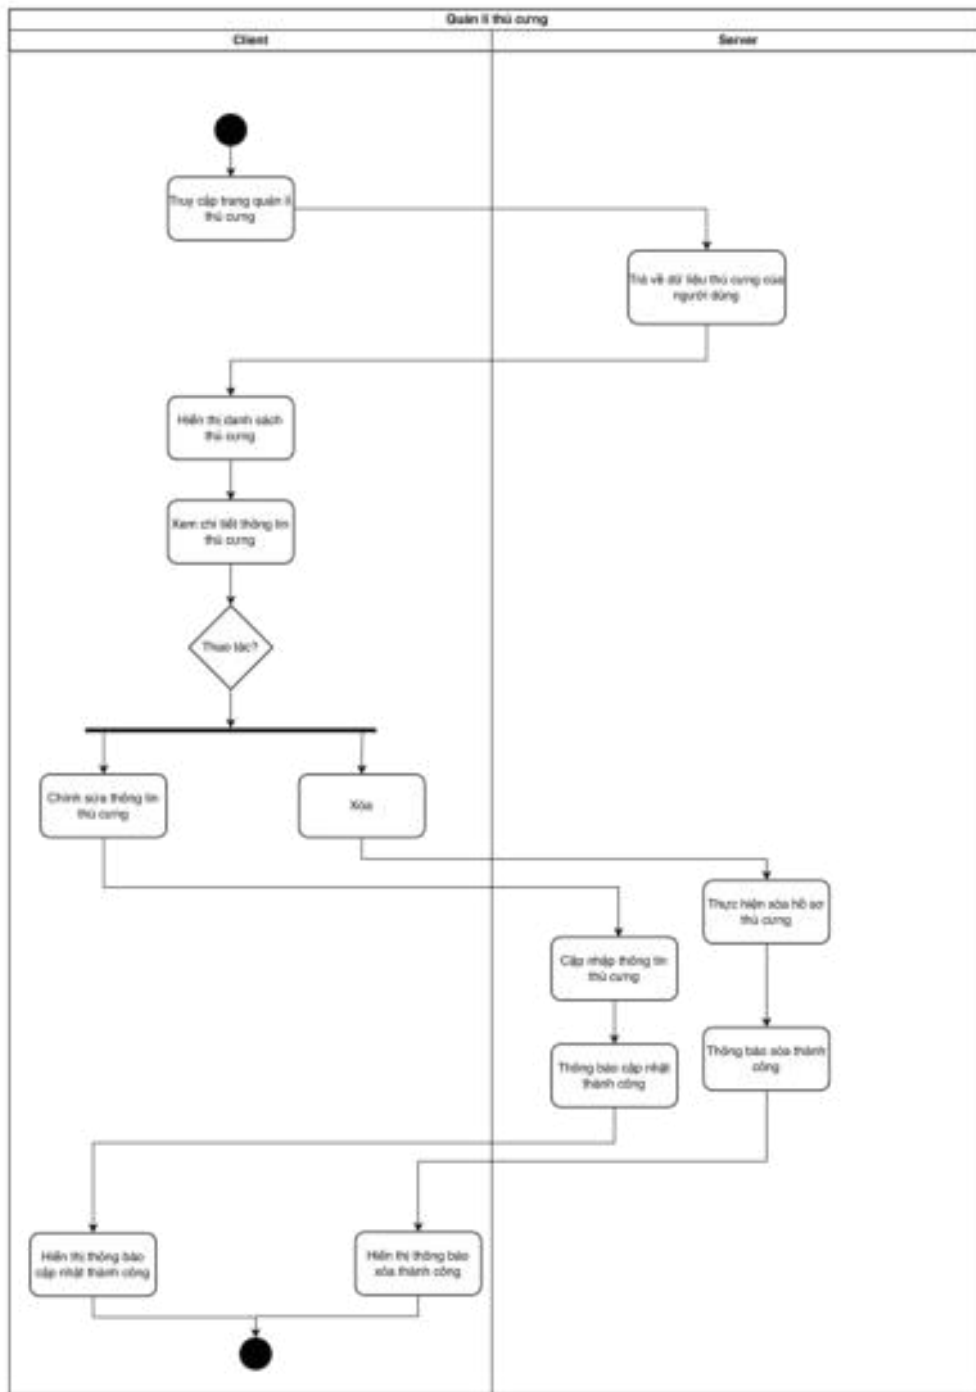 Quản lí thú cưng
Client
Server
Truy cập trang quản lí
thú cưng
Trả về dữ liệu thú cưng của
người dùng
Hiển thị danh sách
thú cưng
Xem chi tiết thông tin
thú cưng
Thao tác?
Chỉnh sửa thông tin
thú cưng
Xóa
Thực hiện xóa hồ sơ
thú cưng
Cập nhập thông tin
thú cưng
Thông báo xóa thành
công
Thông báo cập nhật
thành công
Hiển thị thông báo
cập nhật thành công
Hiển thị thông báo
xóa thành công